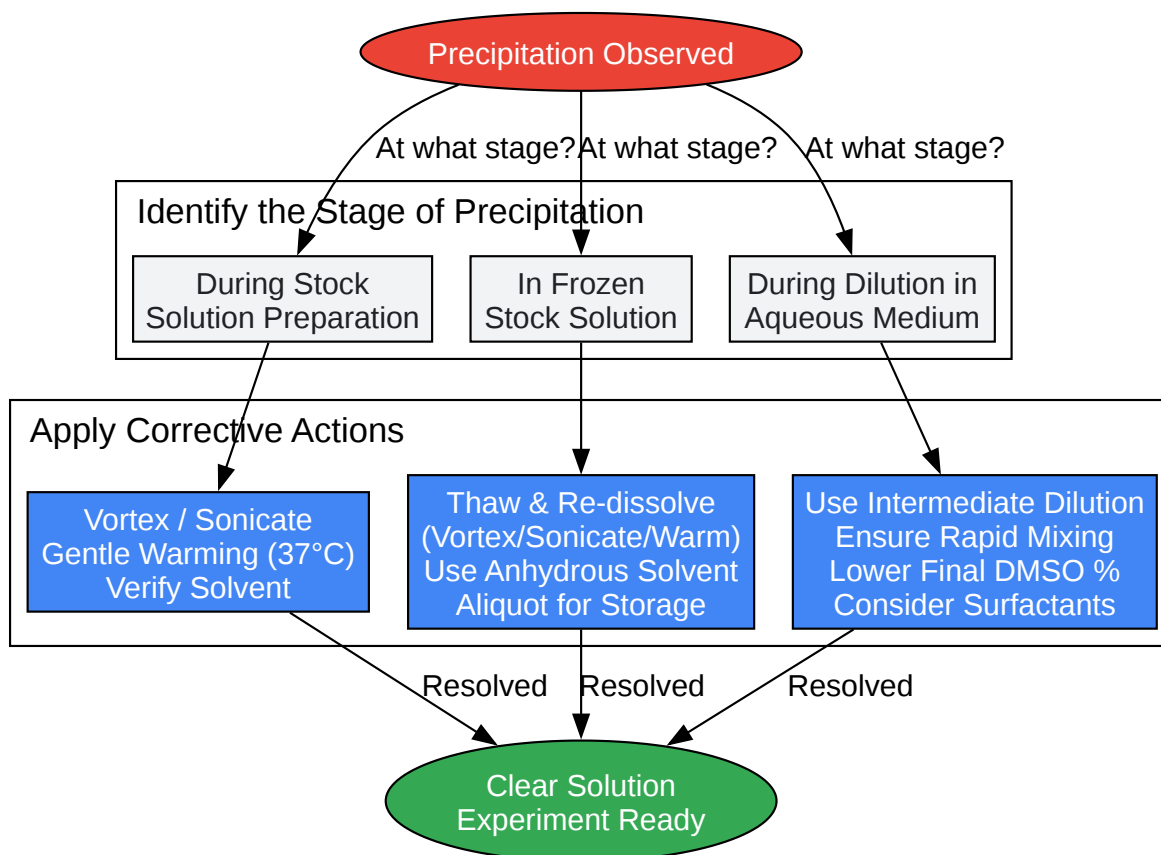 Precipitation Observed
At what stage?
At what stage?
At what stage?
Identify the Stage of Precipitation
During Stock
Solution Preparation
In Frozen
Stock Solution
During Dilution in
Aqueous Medium
Apply Corrective Actions
Vortex / Sonicate
Gentle Warming (37°C)
Verify Solvent
Thaw & Re-dissolve
(Vortex/Sonicate/Warm)
Use Anhydrous Solvent
Aliquot for Storage
Use Intermediate Dilution
Ensure Rapid Mixing
Lower Final DMSO %
Consider Surfactants
Resolved
Resolved
Resolved
Clear Solution
Experiment Ready